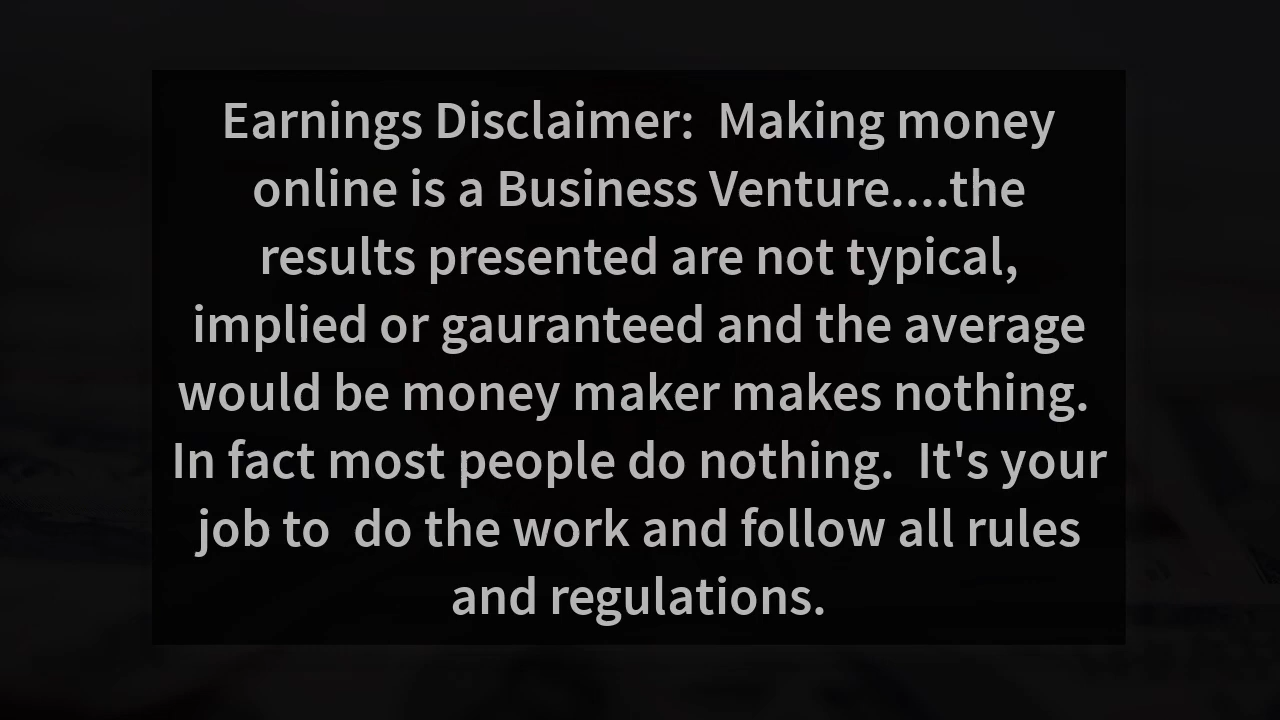 Earnings Disclaimer:  Making money
online is a Business Venture....the
results presented are not typical,
implied or gauranteed and the average
would be money maker makes nothing.
In fact most people do nothing.  It's your
job to  do the work and follow all rules
and regulations.